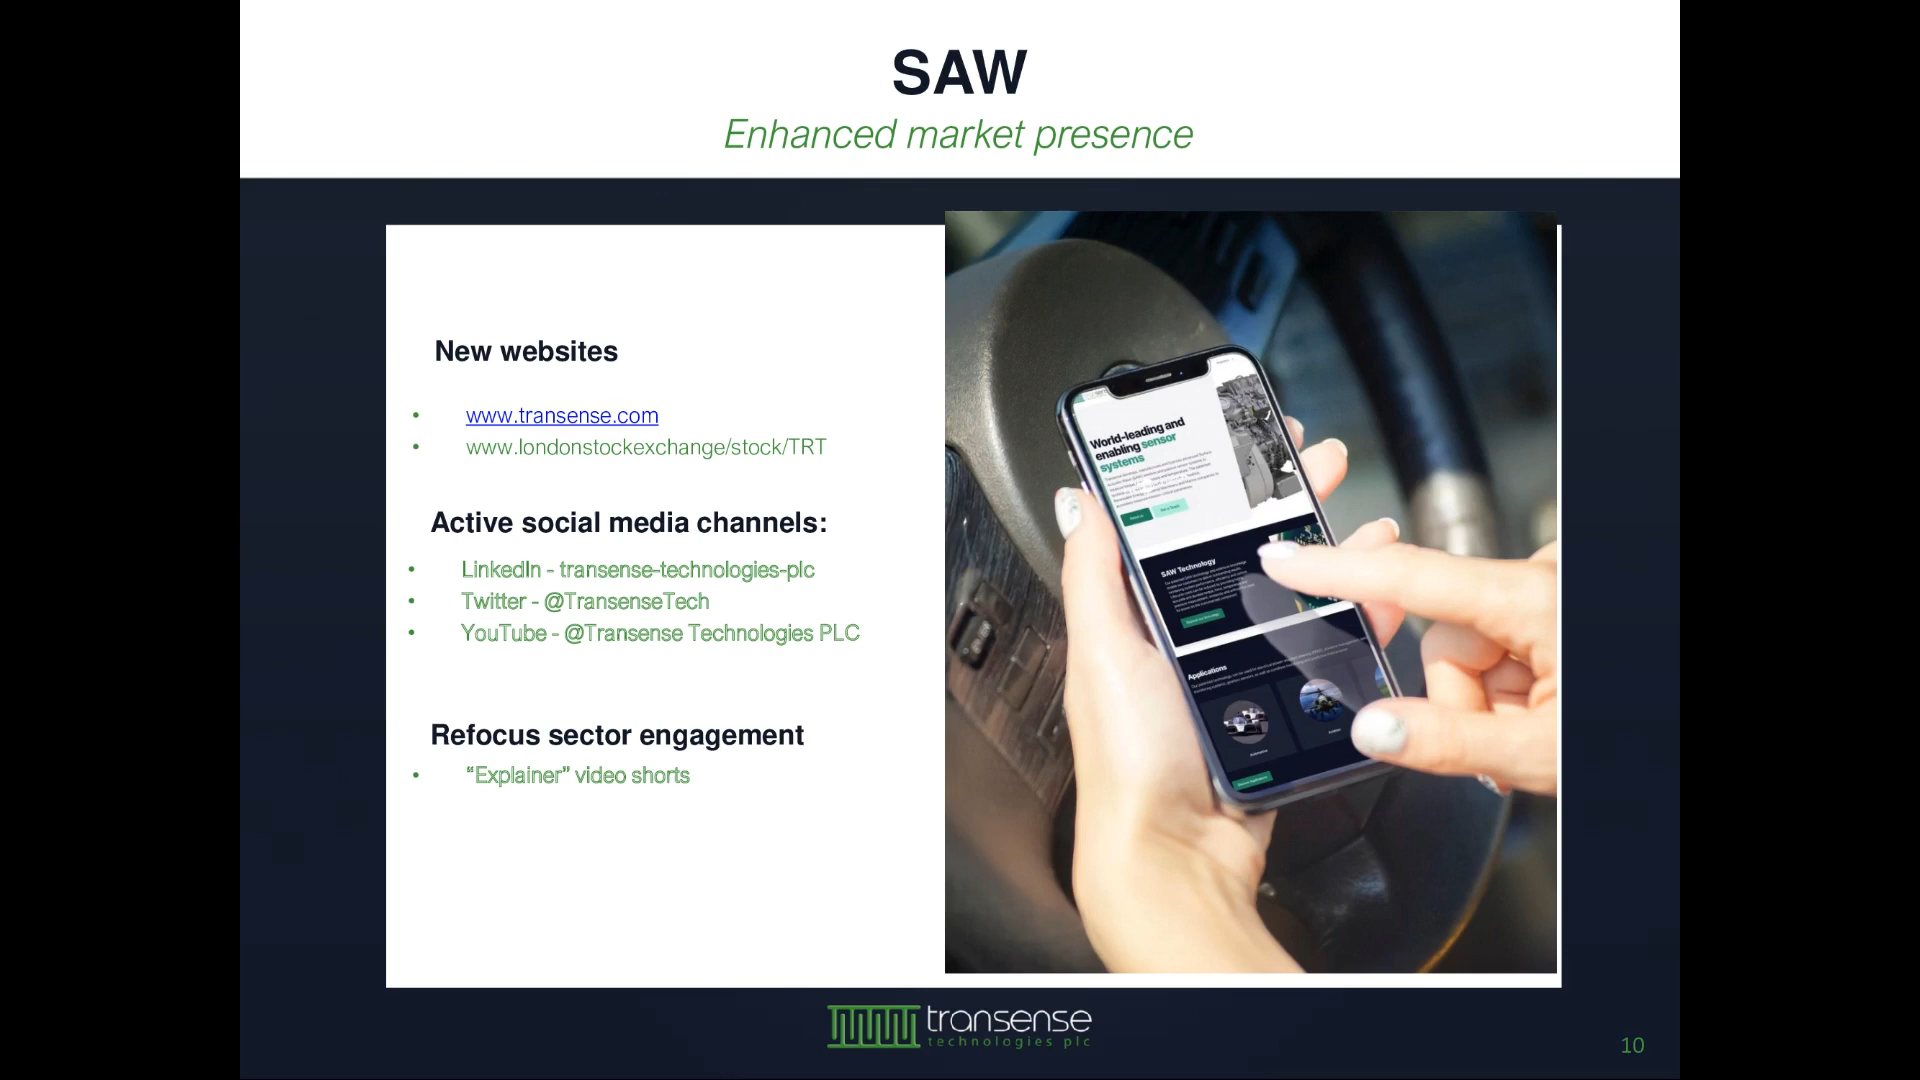 SAW
Enhanced market presence
New websites
• www.transense.com
• www.londonstockexchange/stock/TRT
Active social media channels:
• LinkedIn - transense-technologies-plc
• Twitter - @TransenseTech
• YouTube - @Transense Technologies PLC
Refocus sector engagement
• “Explainer” video shorts
World-leading and
enabling sensor
systems
SAW Technology
Applications
transense
technologies plc
10